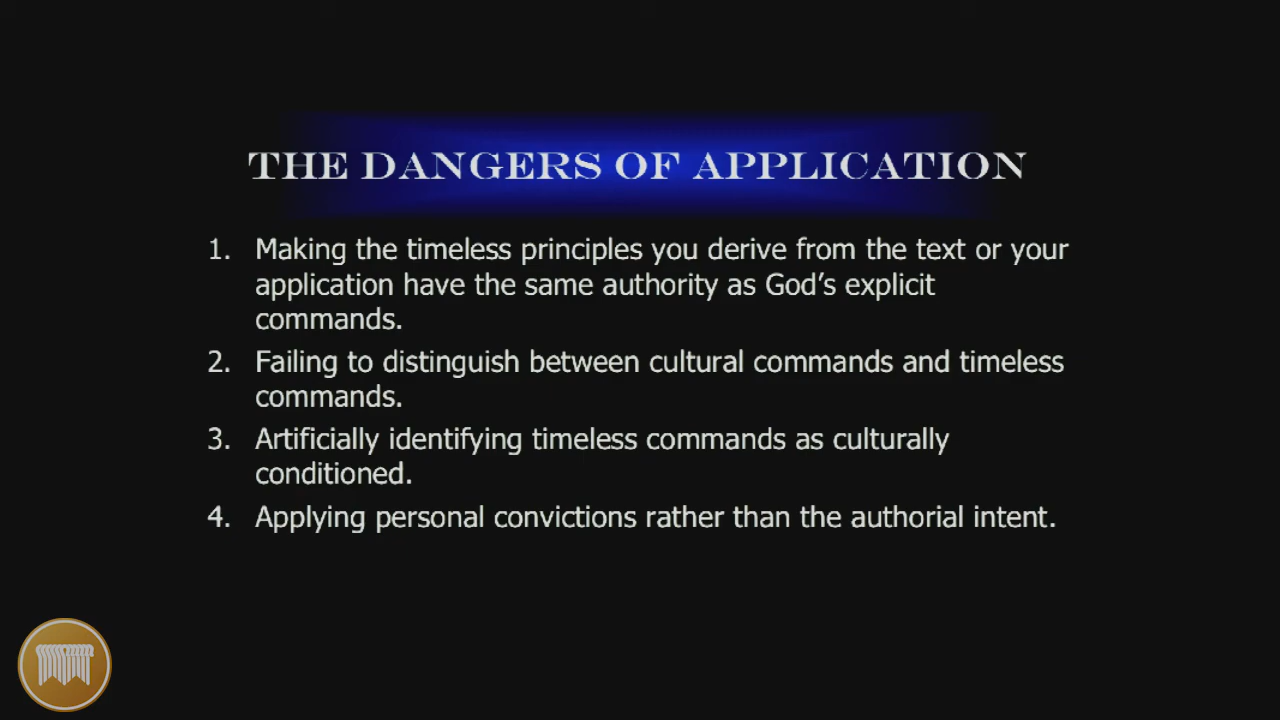 THE DANGERS OF APPLICATION
1. Making the timeless principles you derive from the text or your
application have the same authority as God’s explicit
commands.
2. Failing to distinguish between cultural commands and timeless
commands.
3. Artificially identifying timeless commands as culturally
conditioned.
4. Applying personal convictions rather than the authorial intent.